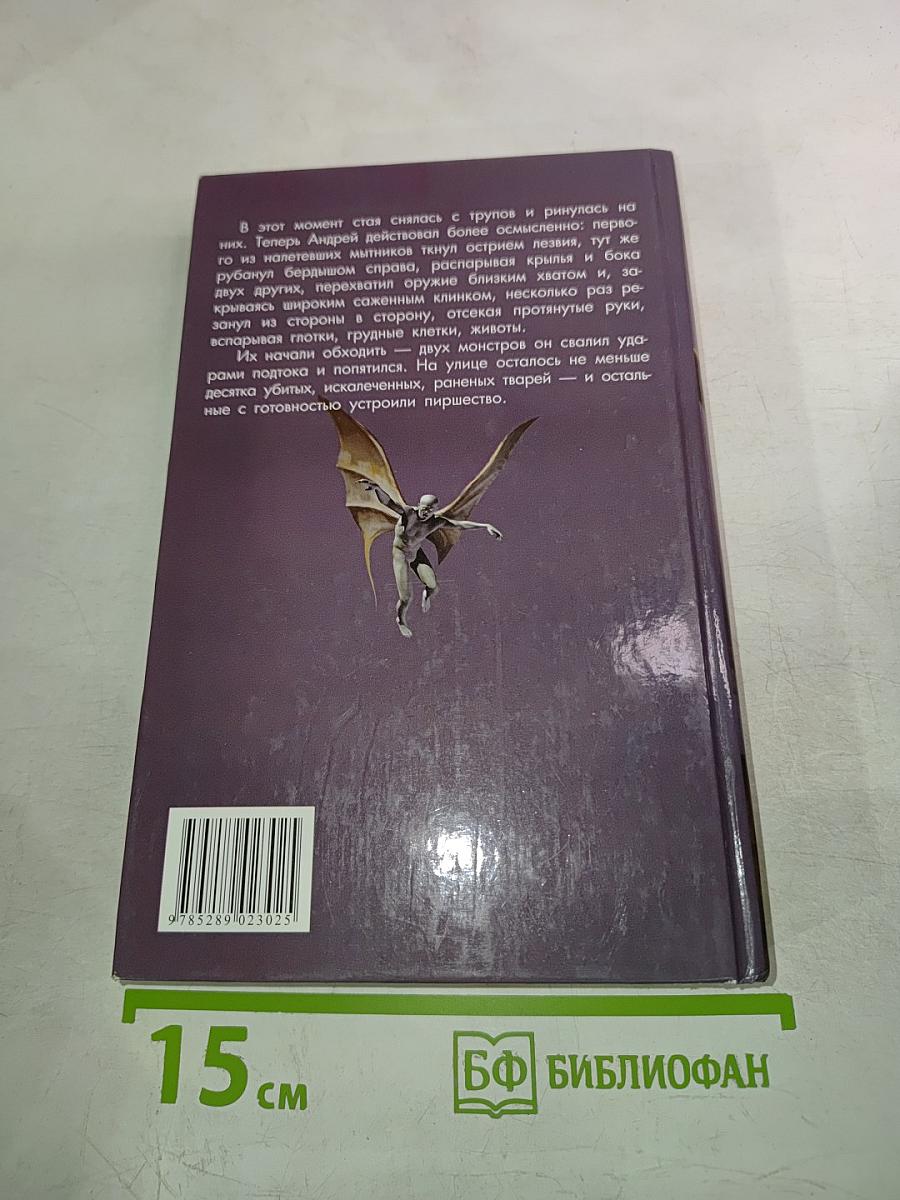 В этот момент стая снялась с трупов и ринулась на
них. Теперь Андрей действовал более осмысленно: перво-
го из налетевших мытников ткнул острием лезвия, тут же
рубанул бердышом справа, распарывая крылья и бока
двух других, перехватил оружие близким хватом и, за-
крываясь широким саженным клинком, несколько раз ре-
занул из стороны в сторону, отсекая протянутые руки,
вспарывая глотки, грудные клетки, животы.
Их начали обходить — двух монстров он свалил уда-
рами подтока и попятился. На улице осталось не меньше
десятка убитых, искалеченных, раненых тварей — и осталь-
ные с готовностью устроили пиршество.
9 785289 023025
15 см
БФ БИБЛИОФАН